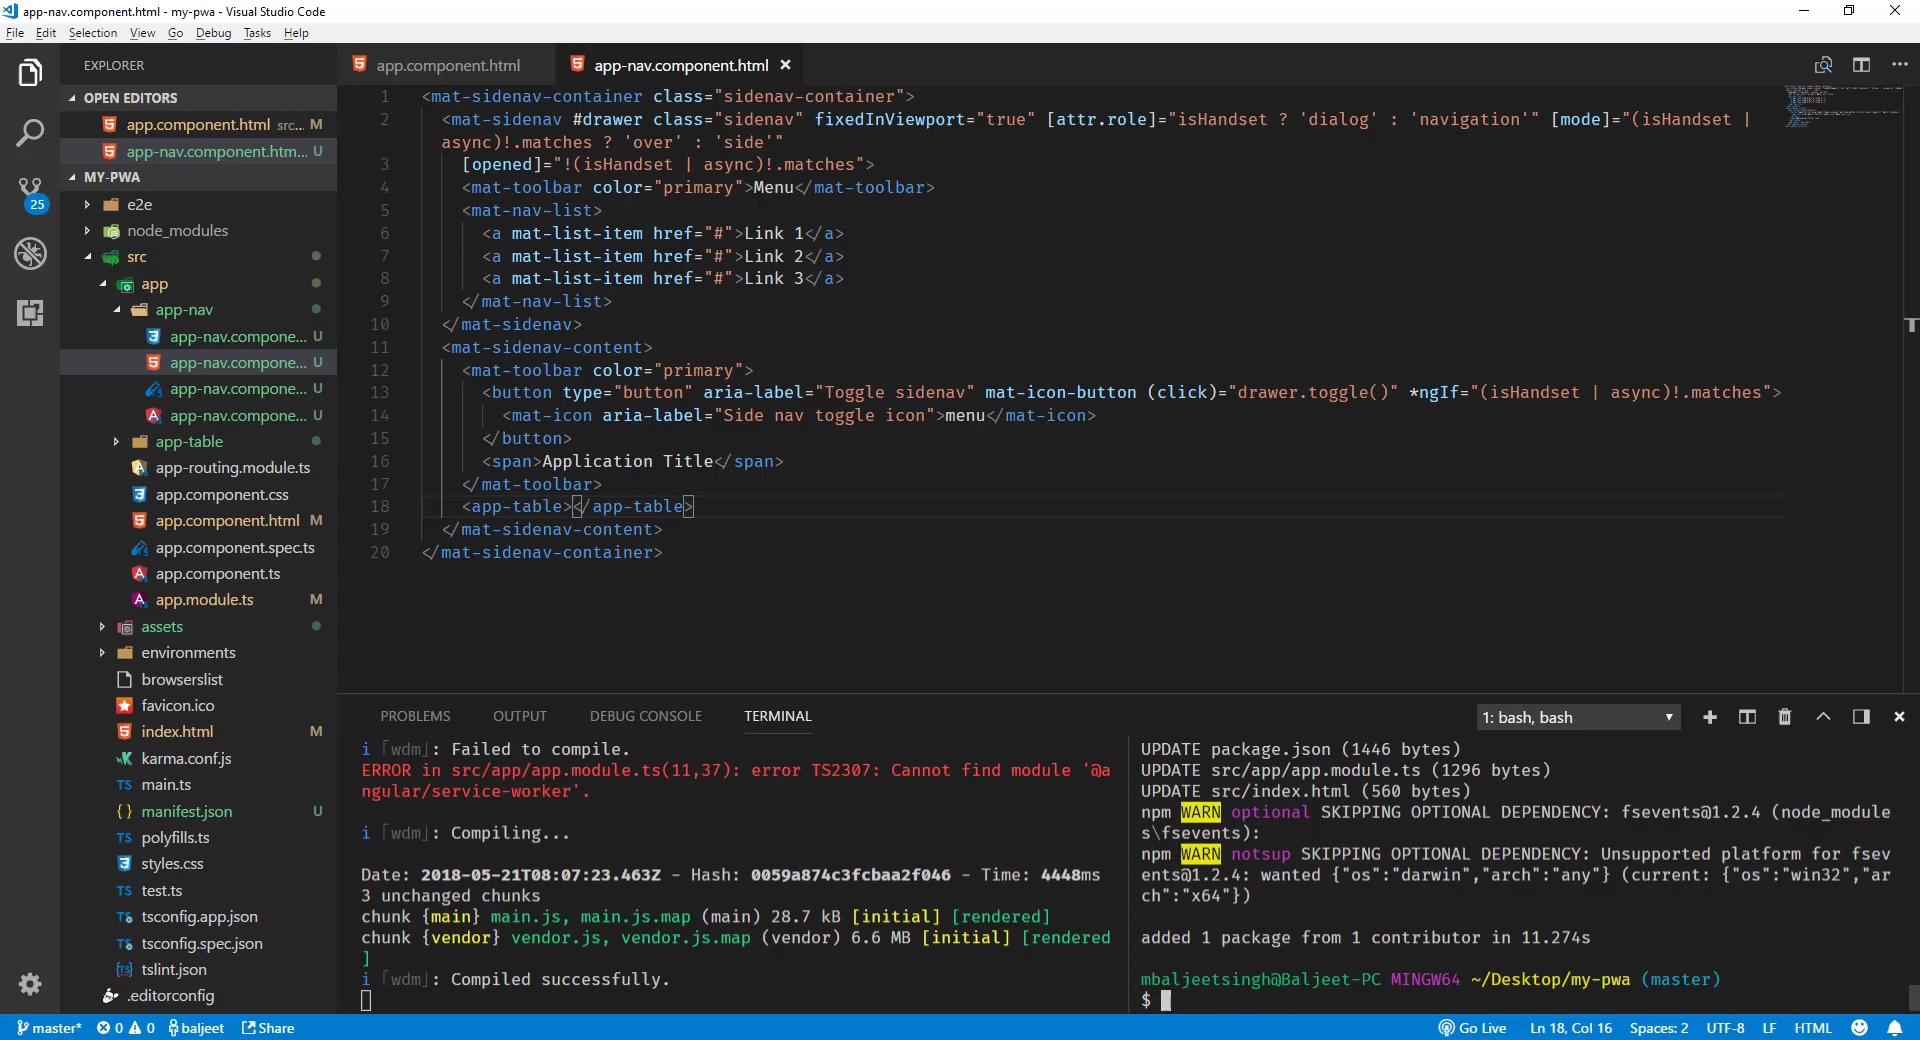 app-nav.component.html - my-pwa - Visual Studio Code
File Edit Selection View Go Debug Tasks Help
EXPLORER
OPEN EDITORS
app.component.html src... M
app-nav.component.htm... U
MY-PWA
e2e
node_modules
src
app
app-nav
app-nav.compone... U
app-nav.compone... U
app-nav.compone... U
app-nav.compone... U
app-table
app-routing.module.ts
app.component.css
app.component.html M
app.component.spec.ts
app.component.ts
app.module.ts M
assets
environments
browserslist
favicon.ico
index.html M
karma.conf.js
TS main.ts
{ } manifest.json U
TS polyfills.ts
styles.css
TS test.ts
TS tsconfig.app.json
TS tsconfig.spec.json
tslint.json
.editorconfig
25
app.component.html
app-nav.component.html
1 <mat-sidenav-container class="sidenav-container">
2 <mat-sidenav #drawer class="sidenav" fixedInViewport="true" [attr.role]="isHandset ? 'dialog' : 'navigation'" [mode]="(isHandset |
async)!.matches ? 'over' : 'side'"
3 [opened]="!(isHandset | async)!.matches">
4 <mat-toolbar color="primary">Menu</mat-toolbar>
5 <mat-nav-list>
6 <a mat-list-item href="#">Link 1</a>
7 <a mat-list-item href="#">Link 2</a>
8 <a mat-list-item href="#">Link 3</a>
9 </mat-nav-list>
10 </mat-sidenav>
11 <mat-sidenav-content>
12 <mat-toolbar color="primary">
13 <button type="button" aria-label="Toggle sidenav" mat-icon-button (click)="drawer.toggle()" *ngIf="(isHandset | async)!.matches">
14 <mat-icon aria-label="Side nav toggle icon">menu</mat-icon>
15 </button>
16 <span>Application Title</span>
17 </mat-toolbar>
18 <app-table></app-table>
19 </mat-sidenav-content>
20 </mat-sidenav-container>
PROBLEMS OUTPUT DEBUG CONSOLE TERMINAL
1: bash, bash
i ｢wdm｣: Failed to compile.
ERROR in src/app/app.module.ts(11,37): error TS2307: Cannot find module '@a
ngular/service-worker'.
i ｢wdm｣: Compiling...
Date: 2018-05-21T08:07:23.463Z - Hash: 0059a874c3fcbaa2f046 - Time: 4448ms
3 unchanged chunks
chunk {main} main.js, main.js.map (main) 28.7 kB [initial] [rendered]
chunk {vendor} vendor.js, vendor.js.map (vendor) 6.6 MB [initial] [rendered
]
i ｢wdm｣: Compiled successfully.
UPDATE package.json (1446 bytes)
UPDATE src/app/app.module.ts (1296 bytes)
UPDATE src/index.html (560 bytes)
npm WARN optional SKIPPING OPTIONAL DEPENDENCY: fsevents@1.2.4 (node_module
s\fsevents):
npm WARN notsup SKIPPING OPTIONAL DEPENDENCY: Unsupported platform for fsev
ents@1.2.4: wanted {"os":"darwin","arch":"any"} (current: {"os":"win32","ar
ch":"x64"})
added 1 package from 1 contributor in 11.274s
mbaljeetsingh@Baljeet-PC MINGW64 ~/Desktop/my-pwa (master)
$
master* 0 0 baljeet Share
Go Live Ln 18, Col 16 Spaces: 2 UTF-8 LF HTML